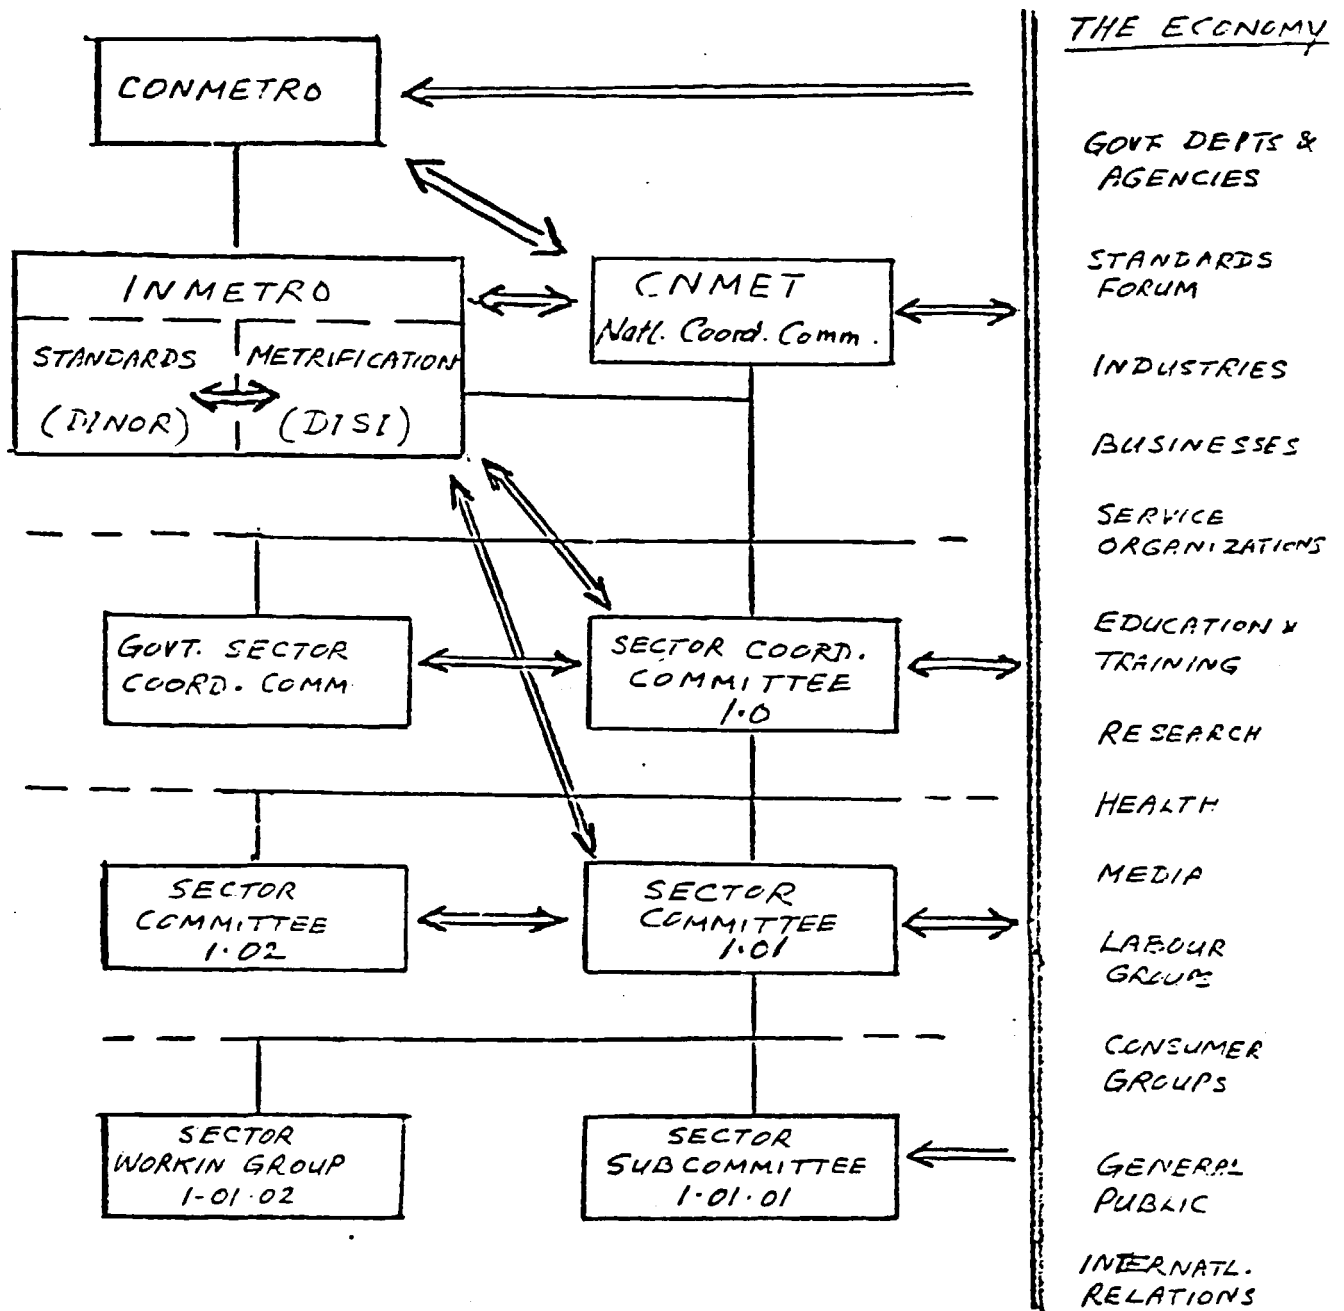 CONMETRO
INMETRO
STANDARDS
(DINOR)
METRIFICATION
(DISI)
CNMET
Natl. Coord. Comm.
GOVT. SECTOR
COORD. COMM
SECTOR COORD.
COMMITTEE
1.0
SECTOR
COMMITTEE
1.02
SECTOR
COMMITTEE
1.01
SECTOR
WORKIN GROUP
1-01.02
SECTOR
SUBCOMMITTEE
1.01.01
THE ECONOMY
GOVT DEPTS &
AGENCIES
STANDARDS
FORUM
INDUSTRIES
BUSINESSES
SERVICE
ORGANIZATIONS
EDUCATION &
TRAINING
RESEARCH
HEALTH
MEDIA
LABOUR
GROUPS
CONSUMER
GROUPS
GENERAL
PUBLIC
INTERNATL.
RELATIONS